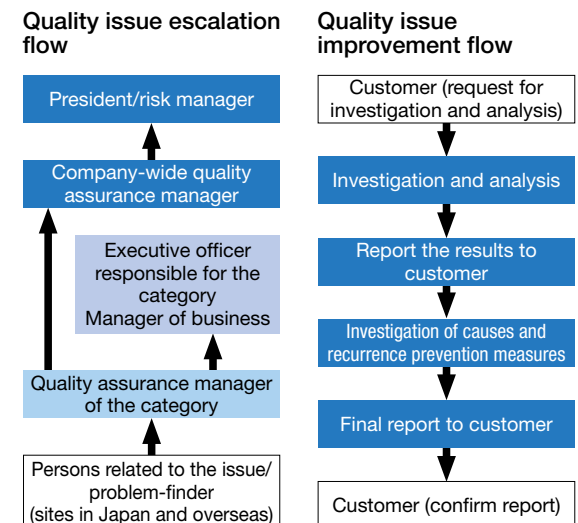 Quality issue escalation
flow
President/risk manager
Company-wide quality
assurance manager
Executive officer
responsible for the
category
Manager of business
Quality assurance manager
of the category
Persons related to the issue/
problem-finder
(sites in Japan and overseas)
Quality issue
improvement flow
Customer (request for
investigation and analysis)
Investigation and analysis
Report the results to
customer
Investigation of causes and
recurrence prevention measures
Final report to customer
Customer (confirm report)